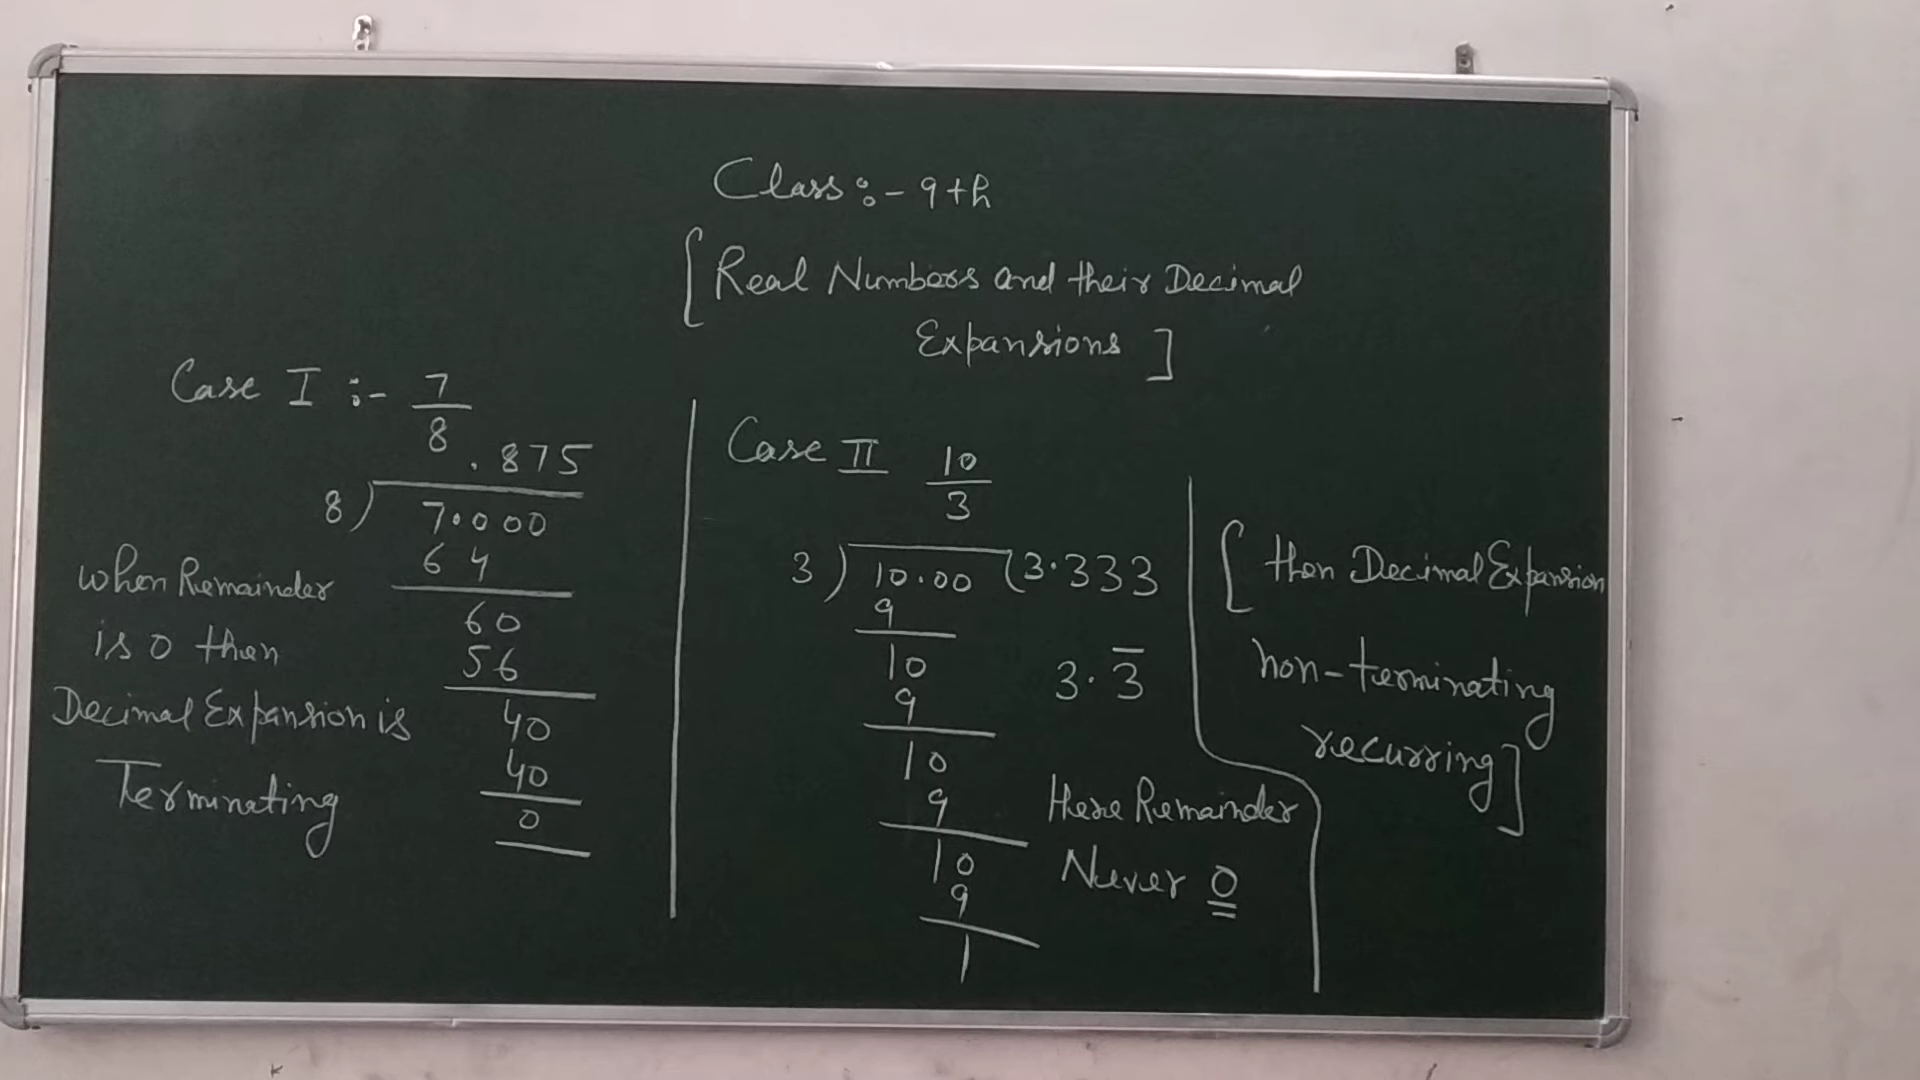 Class :- 9th
[Real Numbers and their Decimal
Expansions]
Case I :- 7
8
.875
8) 7.000
64
60
56
40
40
0
when Remainder
is 0 then
Decimal Expansion is
Terminating
Case II 10
3
3) 10.00 (3.333
9
10
9
10
9
10
9
1
3.3̅
Here Remainder
Never 0
[then Decimal Expansion
non-terminating
recurring]